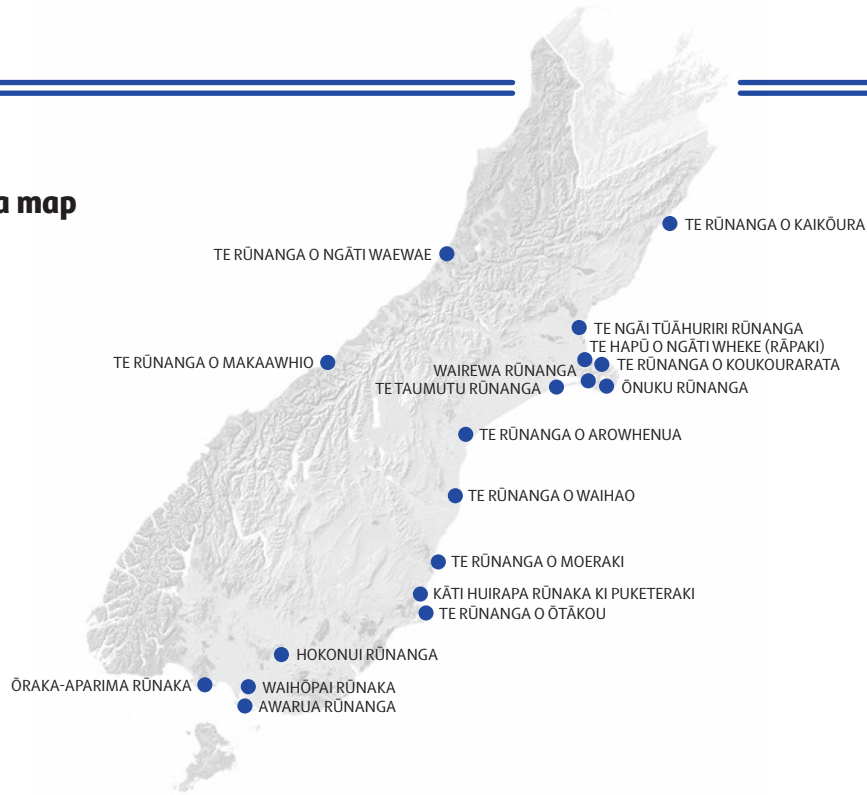 a map
TE RŪNANGA O KAIKŌURA
TE RŪNANGA O NGĀTI WAEWAE
TE NGĀI TŪĀHURIRI RŪNANGA
TE HAPŪ O NGĀTI WHEKE (RĀPAKI)
TE RŪNANGA O MAKAAWHIO
TE RŪNANGA O KOUKOURARATA
WAIREWA RŪNANGA
TE TAUMUTU RŪNANGA
ŌNUKU RŪNANGA
TE RŪNANGA O AROWHENUA
TE RŪNANGA O WAIHAO
TE RŪNANGA O MOERAKI
KĀTI HUIRAPA RŪNAKA KI PUKETERAKI
TE RŪNANGA O ŌTĀKOU
HOKONUI RŪNANGA
ŌRAKA-APARIMA RŪNAKA
WAIHŌPAI RŪNAKA
AWARUA RŪNANGA